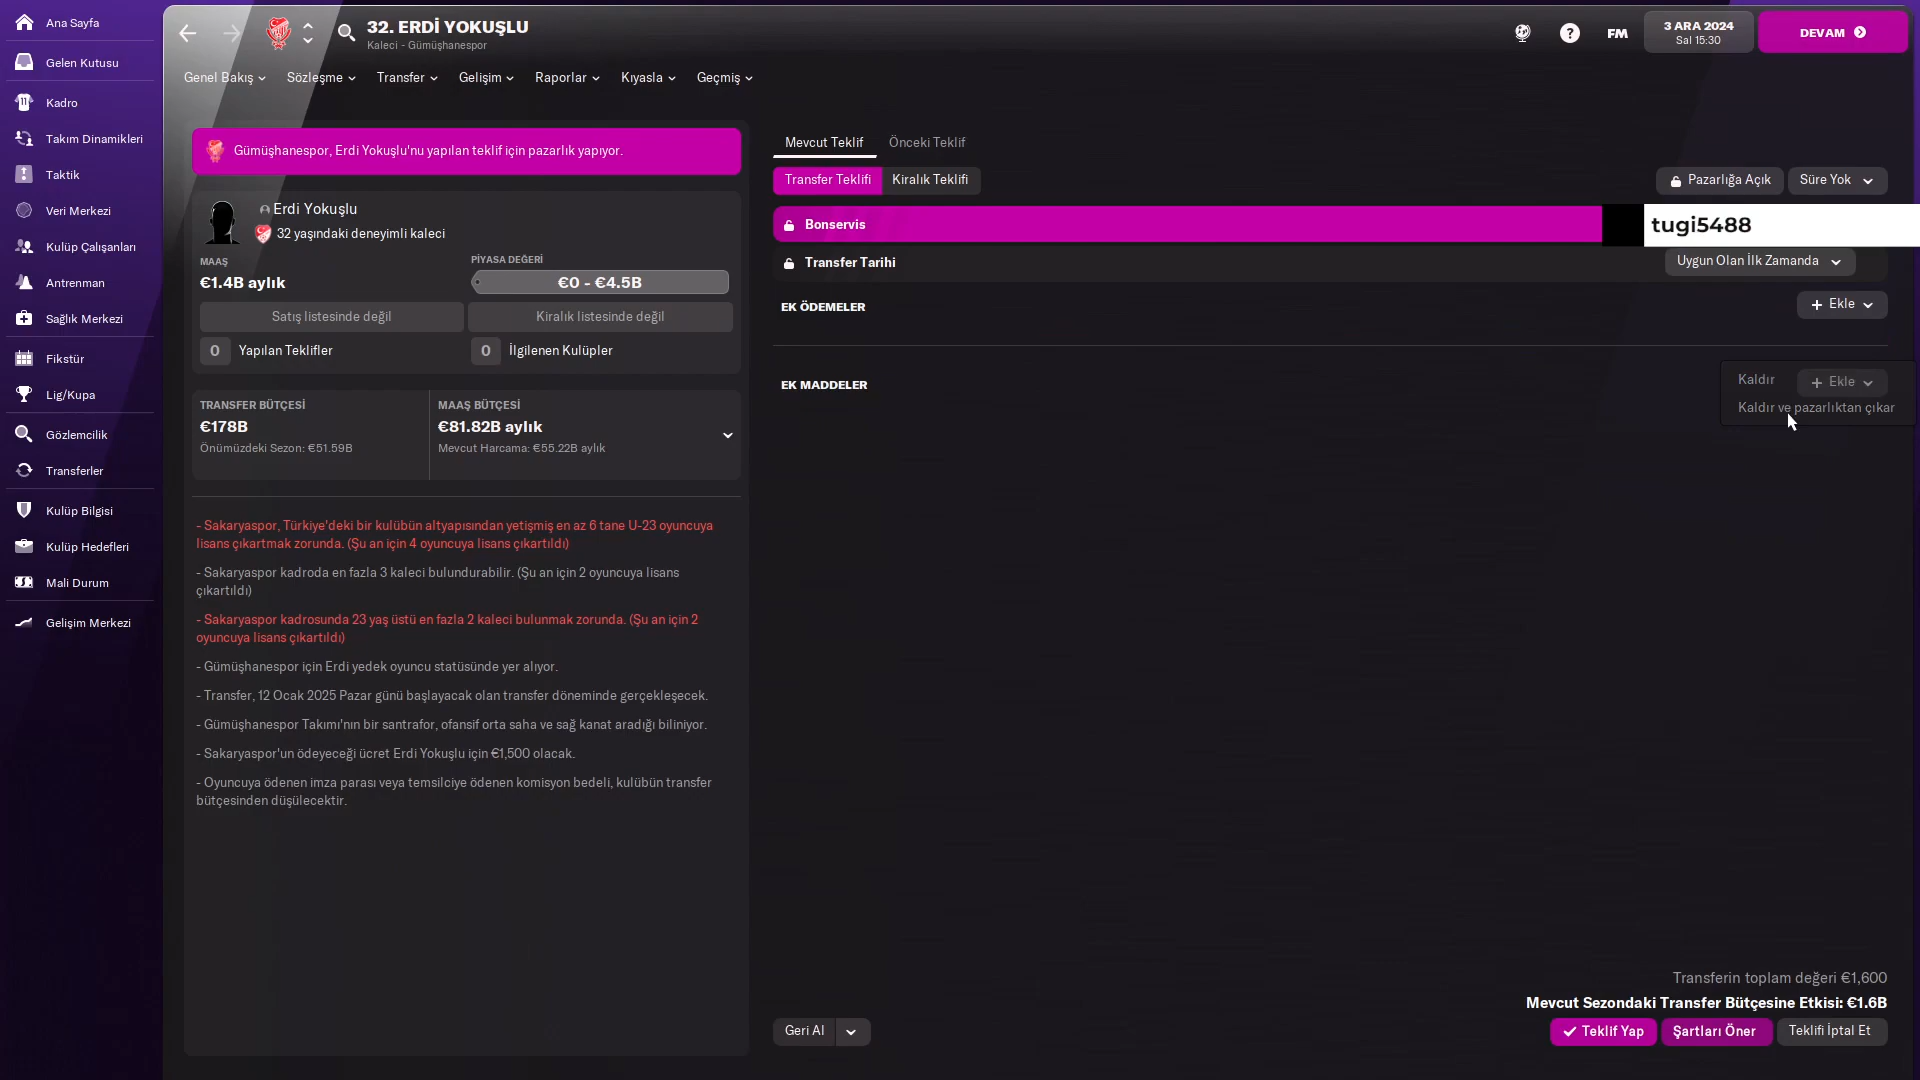 Ana Sayfa
Gelen Kutusu
Kadro
Takım Dinamikleri
Taktik
Veri Merkezi
Kulüp Çalışanları
Antrenman
Sağlık Merkezi
Fikstür
Lig/Kupa
Gözlemcilik
Transferler
Kulüp Bilgisi
Kulüp Hedefleri
Mali Durum
Gelişim Merkezi
32. ERDİ YOKUŞLU
Kaleci - Gümüşhanespor
FM
3 ARA 2024
Sal 15:30
DEVAM
Genel Bakış
Sözleşme
Transfer
Gelişim
Raporlar
Kıyasla
Geçmiş
Gümüşhanespor, Erdi Yokuşlu'nu yapılan teklif için pazarlık yapıyor.
Erdi Yokuşlu
32 yaşındaki deneyimli kaleci
MAAŞ
€1.4B aylık
PİYASA DEĞERİ
€0 - €4.5B
Satış listesinde değil
Kiralık listesinde değil
0 Yapılan Teklifler
0 İlgilenen Kulüpler
TRANSFER BÜTÇESİ
€178B
Önümüzdeki Sezon: €51.59B
MAAŞ BÜTÇESİ
€81.82B aylık
Mevcut Harcama: €55.22B aylık
- Sakaryaspor, Türkiye'deki bir kulübün altyapısından yetişmiş en az 6 tane U-23 oyuncuya
lisans çıkartmak zorunda. (Şu an için 4 oyuncuya lisans çıkartıldı)
- Sakaryaspor kadroda en fazla 3 kaleci bulundurabilir. (Şu an için 2 oyuncuya lisans
çıkartıldı)
- Sakaryaspor kadrosunda 23 yaş üstü en fazla 2 kaleci bulunmak zorunda. (Şu an için 2
oyuncuya lisans çıkartıldı)
- Gümüşhanespor için Erdi yedek oyuncu statüsünde yer alıyor.
- Transfer, 12 Ocak 2025 Pazar günü başlayacak olan transfer döneminde gerçekleşecek.
- Gümüşhanespor Takımı'nın bir santrafor, ofansif orta saha ve sağ kanat aradığı biliniyor.
- Sakaryaspor'un ödeyeceği ücret Erdi Yokuşlu için €1,500 olacak.
- Oyuncuya ödenen imza parası veya temsilciye ödenen komisyon bedeli, kulübün transfer
bütçesinden düşülecektir.
Mevcut Teklif
Önceki Teklif
Transfer Teklifi
Kiralık Teklifi
Pazarlığa Açık
Süre Yok
Bonservis
tugi5488
Transfer Tarihi
Uygun Olan İlk Zamanda
EK ÖDEMELER
+ Ekle
EK MADDELER
Kaldır
+ Ekle
Kaldır ve pazarlıktan çıkar
Transferin toplam değeri €1,600
Mevcut Sezondaki Transfer Bütçesine Etkisi: €1.6B
Geri Al
Teklif Yap
Şartları Öner
Teklifi İptal Et